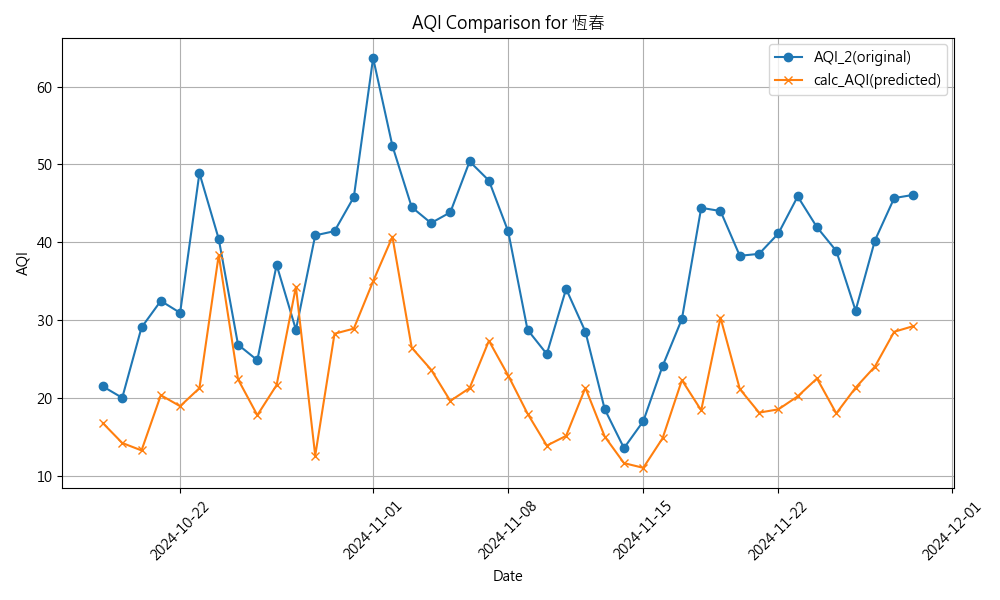 AQI Comparison for 恆春
AQI_2(original)
calc_AQI(predicted)
60
50
40
30
20
10
AQI
2024-10-22
2024-11-01
2024-11-08
2024-11-15
2024-11-22
2024-12-01
Date